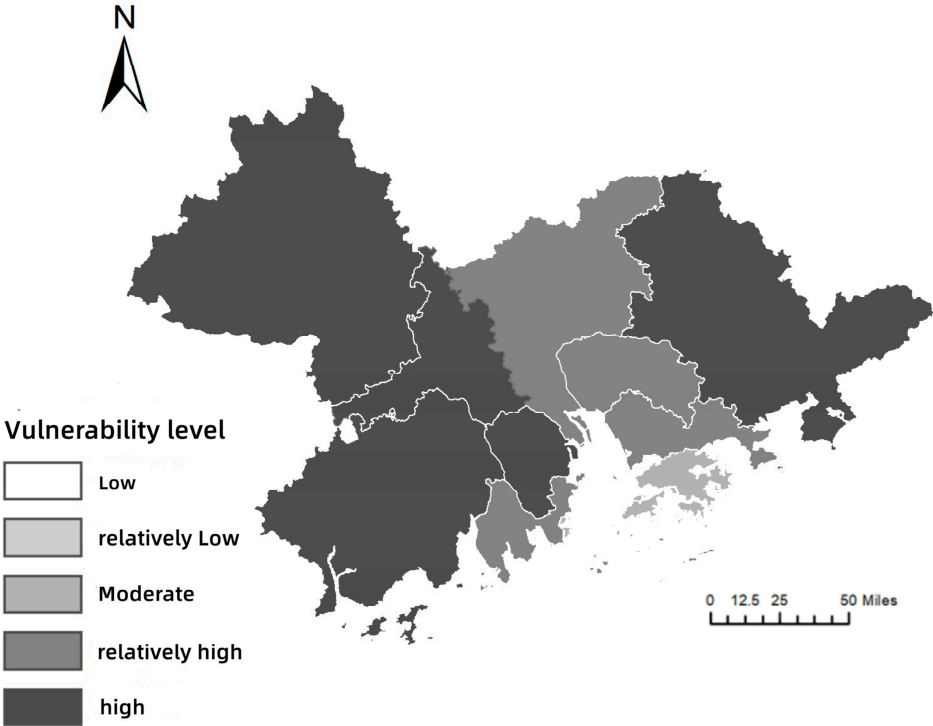 N
Vulnerability level
Low
relatively Low
Moderate
relatively high
high
0 12.5 25 50 Miles